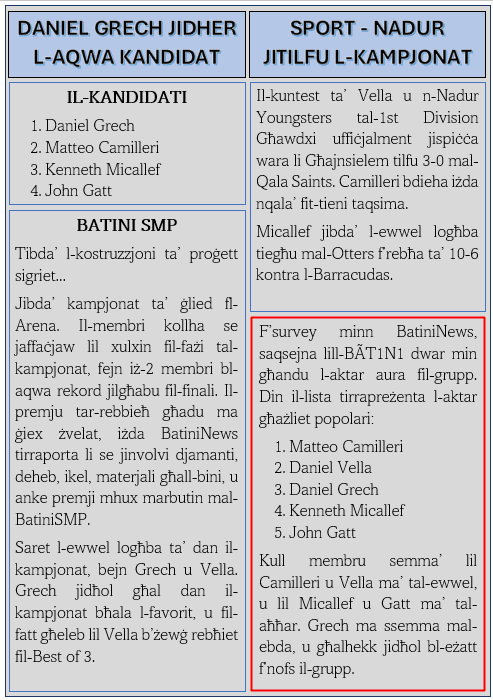 DANIEL GRECH JIDHER
L-AQWA KANDIDAT
IL-KANDIDATI
1. Daniel Grech
2. Matteo Camilleri
3. Kenneth Micallef
4. John Gatt
BATINI SMP
Tibda’ l-kostruzzjoni ta’ proġett
sigriet...
Jibda’ kampjonat ta’ ġlied fl-
Arena. Il-membri kollha se
jaffaċjaw lil xulxin fil-fażi tal-
kampjonat, fejn iż-2 membri bl-
aqwa rekord jilgħabu fil-finali. Il-
premju tar-rebbieħ għadu ma
ġiex żvelat, iżda BatiniNews
tirraporta li se jinvolvi djamanti,
deheb, ikel, materjali għall-bini, u
anke premji mhux marbutin mal-
BatiniSMP.
Saret l-ewwel logħba ta’ dan il-
kampjonat, bejn Grech u Vella.
Grech jidħol għal dan il-
kampjonat bħala l-favorit, u fil-
fatt għeleb lil Vella b’żewġ rebħiet
fil-Best of 3.
SPORT - NADUR
JITILFU L-KAMPJONAT
Il-kuntest ta’ Vella u n-Nadur
Youngsters tal-1st Division
Għawdxi uffiċjalment jispiċċa
wara li Għajnsielem tilfu 3-0 mal-
Qala Saints. Camilleri bdieha iżda
nqala’ fit-tieni taqsima.
Micallef jibda’ l-ewwel logħba
tiegħu mal-Otters f’rebħa ta’ 10-6
kontra l-Barracudas.
F’survey minn BatiniNews,
saqsejna lill-BÃT1N1 dwar min
għandu l-aktar aura fil-grupp.
Din il-lista tirrapreżenta l-aktar
għażliet popolari:
1. Matteo Camilleri
2. Daniel Vella
3. Daniel Grech
4. Kenneth Micallef
5. John Gatt
Kull membru semma’ lil
Camilleri u Vella ma’ tal-ewwel,
u lil Micallef u Gatt ma’ tal-
aħħar. Grech ma ssemma mal-
ebda, u għalhekk jidħol bl-eżatt
f’nofs il-grupp.